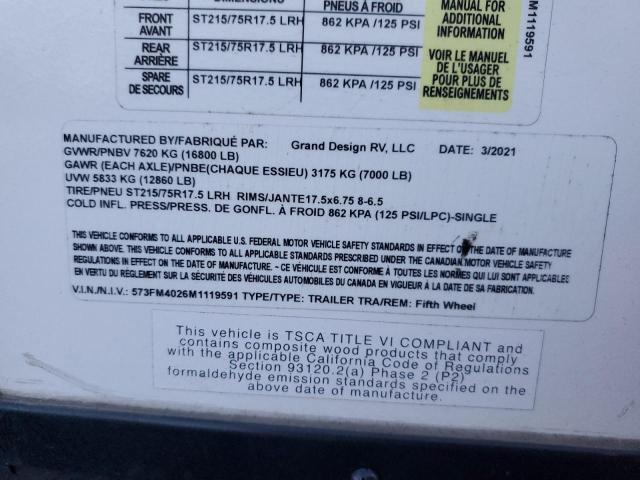 DIMENSIONS
PNEUS À FROID
MANUAL FOR
ADDITIONAL
INFORMATION
VOIR LE MANUEL
DE L'USAGER
POUR PLUS DE
RENSEIGNEMENTS
M1119591
FRONT
AVANT
ST215/75R17.5 LRH 862 KPA /125 PSI
REAR
ARRIÈRE
ST215/75R17.5 LRH 862 KPA /125 PSI
SPARE
DE SECOURS
ST215/75R17.5 LRH 862 KPA /125 PSI
MANUFACTURED BY/FABRIQUÉ PAR: Grand Design RV, LLC DATE: 3/2021
GVWR/PNBV 7620 KG (16800 LB)
GAWR (EACH AXLE)/PNBE(CHAQUE ESSIEU) 3175 KG (7000 LB)
UVW 5833 KG (12860 LB)
TIRE/PNEU ST215/75R17.5 LRH RIMS/JANTE17.5x6.75 8-6.5
COLD INFL. PRESS/PRESS. DE GONFL. À FROID 862 KPA (125 PSI/LPC)-SINGLE
THIS VEHICLE CONFORMS TO ALL APPLICABLE U.S. FEDERAL MOTOR VEHICLE SAFETY STANDARDS IN EFFECT ON THE DATE OF MANUFACTURE
SHOWN ABOVE. THIS VEHICLE CONFORMS TO ALL APPLICABLE STANDARDS PRESCRIBED UNDER THE CANADIAN MOTOR VEHICLE SAFETY
REGULATIONS IN EFFECT ON THE DATE OF MANUFACTURE. - CE VÉHICULE EST CONFORME À TOUTES LES NORMES QUI LUI SONT APPLICABLES
EN VERTU DU RÈGLEMENT SUR LA SÉCURITÉ DES VÉHICULES AUTOMOBILES DU CANADA EN VIGUEUR À LA DATE DE SA FABRICATION.
V.I.N./N.I.V.: 573FM4026M1119591 TYPE/TYPE: TRAILER TRA/REM: Fifth Wheel
This vehicle is TSCA TITLE VI COMPLIANT and
contains composite wood products that comply
with the applicable California Code of Regulations
Section 93120.2(a) Phase 2 (P2)
formaldehyde emission standards specified on the
above date of manufacture.